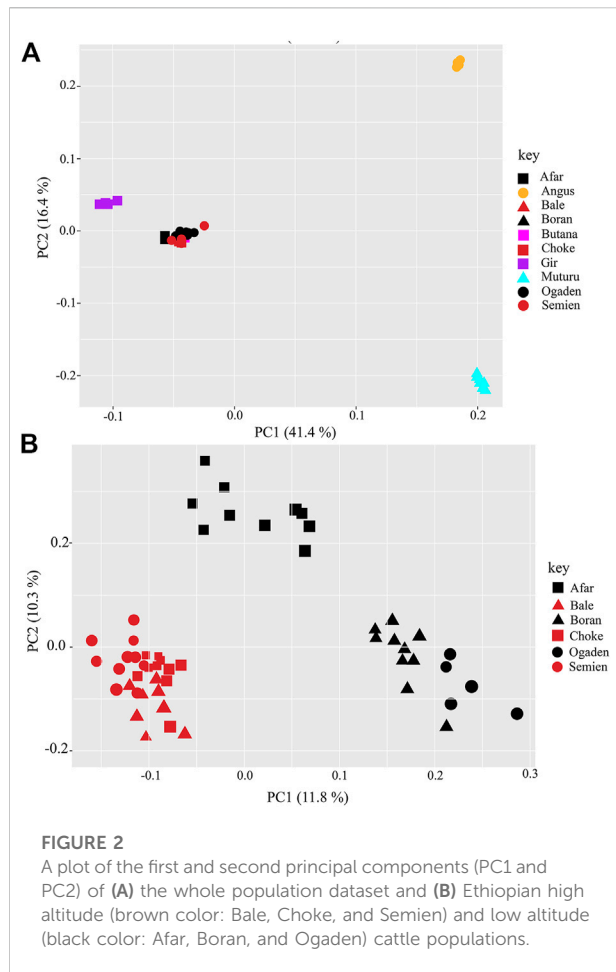 A
0.2
0.1
0.0
-0.1
-0.2
PC2 (16.4 %)
-0.1
0.0
0.1
0.2
PC1 (41.4 %)
key
Afar
Angus
Bale
Boran
Butana
Choke
Gir
Muturu
Ogaden
Semien
B
0.2
0.0
-0.2
PC2 (10.3 %)
-0.1
0.0
0.1
0.2
0.3
PC1 (11.8 %)
key
Afar
Bale
Boran
Choke
Ogaden
Semien
FIGURE 2
A plot of the first and second principal components (PC1 and
PC2) of (A) the whole population dataset and (B) Ethiopian high
altitude (brown color: Bale, Choke, and Semien) and low altitude
(black color: Afar, Boran, and Ogaden) cattle populations.